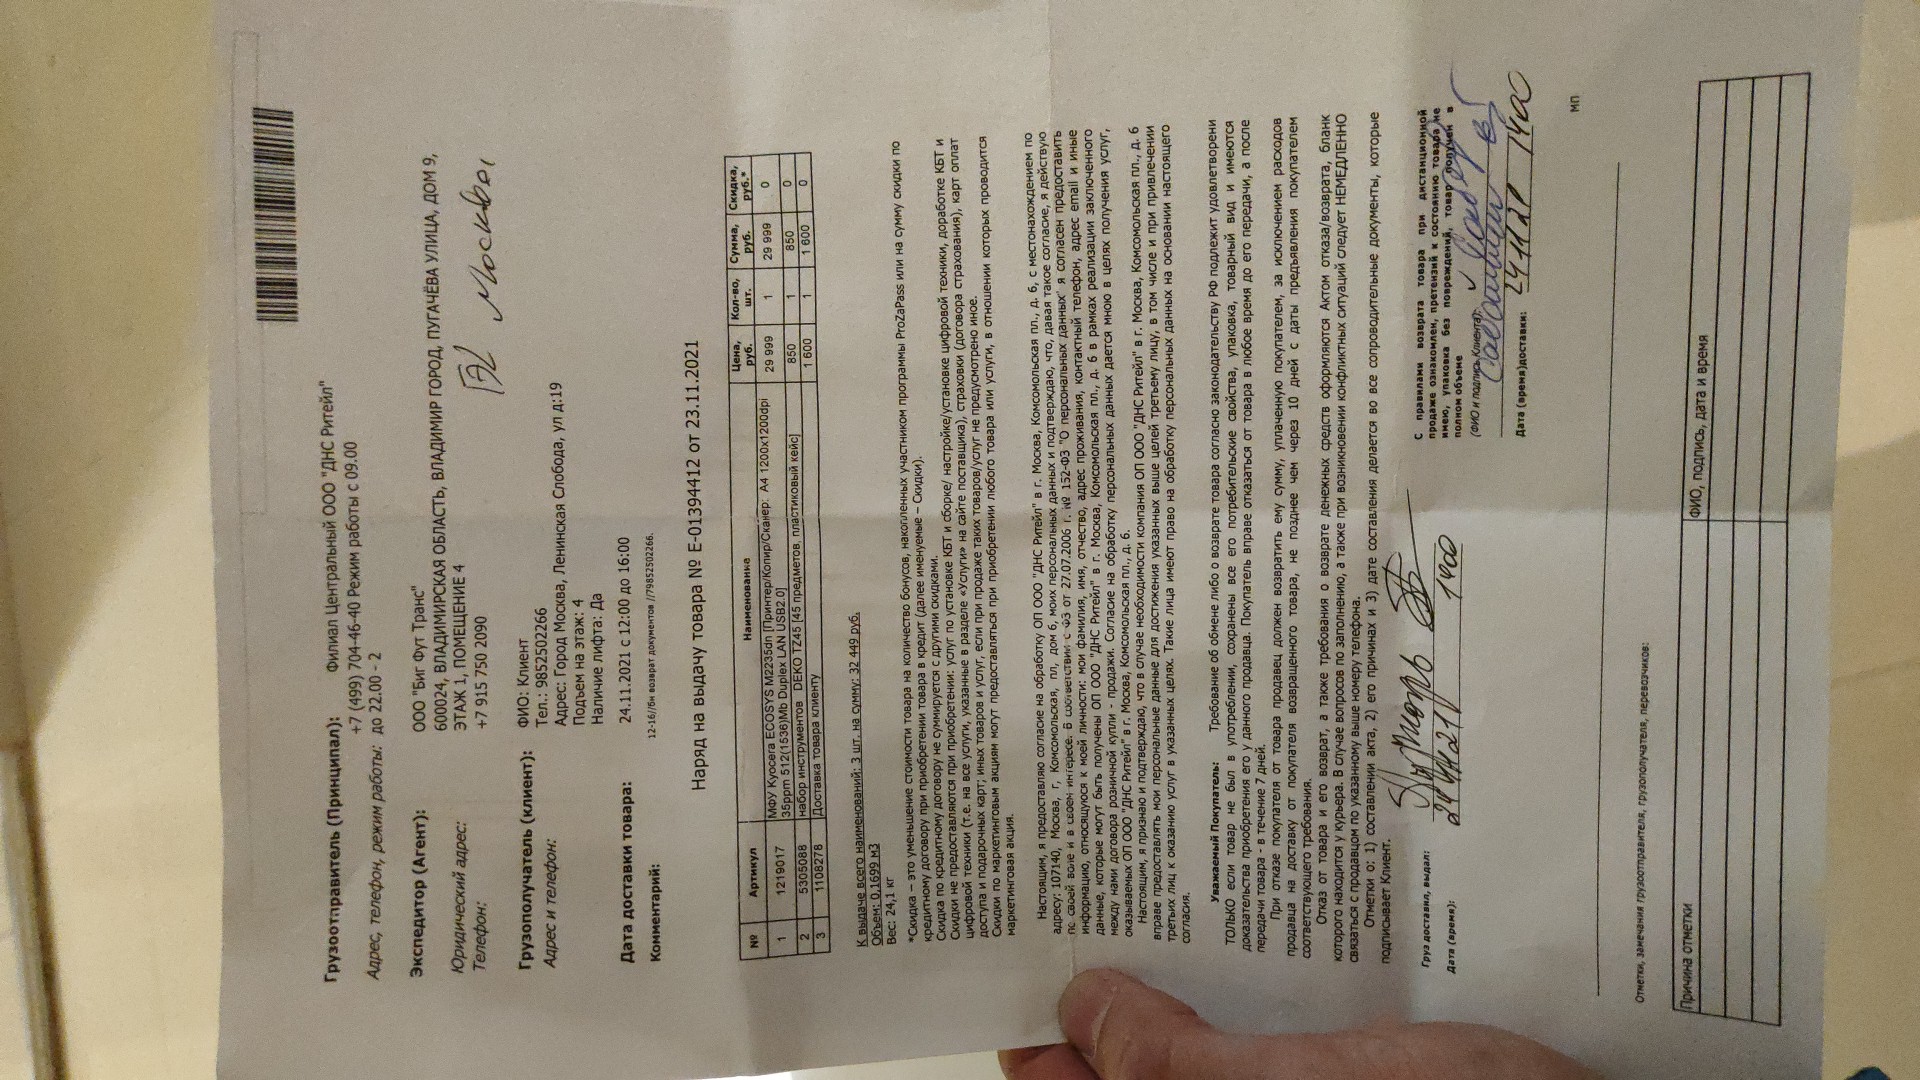 Грузоотправитель (Принципал): Филиал Центральный ООО "ДНС Ритейл"
+7 (499) 704-46-40 Режим работы с 09.00
Адрес, телефон, режим работы: до 22.00 - 2
Экспедитор (Агент): ООО "Биг Фут Транс"
600024, ВЛАДИМИРСКАЯ ОБЛАСТЬ, ВЛАДИМИР ГОРОД, ПУГАЧЁВА УЛИЦА, ДОМ 9,
Юридический адрес: ЭТАЖ 1, ПОМЕЩЕНИЕ 4
Телефон: +7 915 750 2090
Москва
Грузополучатель (клиент): ФИО: Клиент
Адрес и телефон: Тел.: 9852502266
Адрес: Город Москва, Ленинская Слобода, ул д:19
Подъем на этаж: 4
Наличие лифта: Да
Дата доставки товара: 24.11.2021 с 12:00 до 16:00
Комментарий: 12-16//бн возврат документов //79852502266.
Наряд на выдачу товара № Е-01394412 от 23.11.2021
№ Артикул Наименование Цена, руб. Кол-во, шт. Сумма, руб. Скидка, руб.*
1 1219017 МФУ Kyocera ECOSYS M2235dn [Принтер/Копир/Сканер: A4 1200x1200dpi 29 999 1 29 999 0
35ppm 512(1536)Mb Duplex LAN USB2.0]
2 5305088 набор инструментов DEKO TZ45 [45 предметов, пластиковый кейс] 850 1 850 0
3 1108278 Доставка товара клиенту 1 600 1 1 600 0
К выдаче всего наименований: 3 шт. на сумму: 32 449 руб.
Объем: 0,1699 м3
Вес: 24,1 кг
*Скидка – это уменьшение стоимости товара на количество бонусов, накопленных участником программы ProZaPass или на сумму скидки по
кредитному договору при приобретении товара в кредит (далее именуемые – Скидки).
Скидка по кредитному договору не суммируется с другими скидками.
Скидки не предоставляются при приобретении: услуг по установке КБТ и сборке/ настройке/установке цифровой техники, доработке КБТ и
цифровой техники (т.е. на все услуги, указанные в разделе «Услуги» на сайте поставщика), страховки (договора страхования), карт оплат
доступа и подарочных карт; иных товаров и услуг, если при продаже таких товаров/услуг не предусмотрено иное.
Скидки по маркетинговым акциям могут предоставляться при приобретении любого товара или услуги, в отношении которых проводится
маркетинговая акция.
Настоящим, я предоставляю согласие на обработку ОП ООО "ДНС Ритейл" в г. Москва, Комсомольская пл., д. 6, с местонахождением по
адресу: 107140, Москва, г, Комсомольская, пл, дом 6, моих персональных данных и подтверждаю, что, давая такое согласие, я действую
по своей воле и в своем интересе. В соответствии с ФЗ от 27.07.2006 г. № 152-ФЗ "О персональных данных" я согласен предоставить
информацию, относящуюся к моей личности: мои фамилия, имя, отчество, адрес проживания, контактный телефон, адрес email и иные
данные, которые могут быть получены ОП ООО "ДНС Ритейл" в г. Москва, Комсомольская пл., д. 6 в рамках реализации заключенного
между нами договора розничной купли - продажи. Согласие на обработку персональных данных дается мною в целях получения услуг,
оказываемых ОП ООО "ДНС Ритейл" в г. Москва, Комсомольская пл., д. 6.
Настоящим, я признаю и подтверждаю, что в случае необходимости компания ОП ООО "ДНС Ритейл" в г. Москва, Комсомольская пл., д. 6
вправе предоставлять мои персональные данные для достижения указанных выше целей третьему лицу, в том числе и при привлечении
третьих лиц к оказанию услуг в указанных целях. Такие лица имеют право на обработку персональных данных на основании настоящего
согласия.
Уважаемый Покупатель: Требование об обмене либо о возврате товара согласно законодательству РФ подлежит удовлетворени
ТОЛЬКО если товар не был в употреблении, сохранены все его потребительские свойства, упаковка, товарный вид и имеются
доказательства приобретения его у данного продавца. Покупатель вправе отказаться от товара в любое время до его передачи, а после
передачи товара - в течение 7 дней.
При отказе покупателя от товара продавец должен возвратить ему сумму, уплаченную покупателем, за исключением расходов
продавца на доставку от покупателя возвращенного товара, не позднее чем через 10 дней с даты предъявления покупателем
соответствующего требования.
Отказ от товара и его возврат, а также требования о возврате денежных средств оформляются Актом отказа/возврата, бланк
которого находится у курьера. В случае вопросов по заполнению, а также при возникновении конфликтных ситуаций следует НЕМЕДЛЕННО
связаться с продавцом по указанному выше номеру телефона.
Отметки о: 1) составлении акта, 2) его причинах и 3) дате составления делается во все сопроводительные документы, которые
подписывает Клиент.
Груз доставил, выдал:
Дата (время): 24 11 21 1400
С правилами возврата товара при дистанционной
продаже ознакомлен, претензий к состоянию товара не
имею, упаковка без повреждений, товар получен в
полном объеме
(ФИО и подпись Клиента):
Дата (время)доставки: 24 11 21 1400
МП
Отметки, замечания грузоотправителя, грузополучателя, перевозчиков:
Причина отметки ФИО, подпись, дата и время